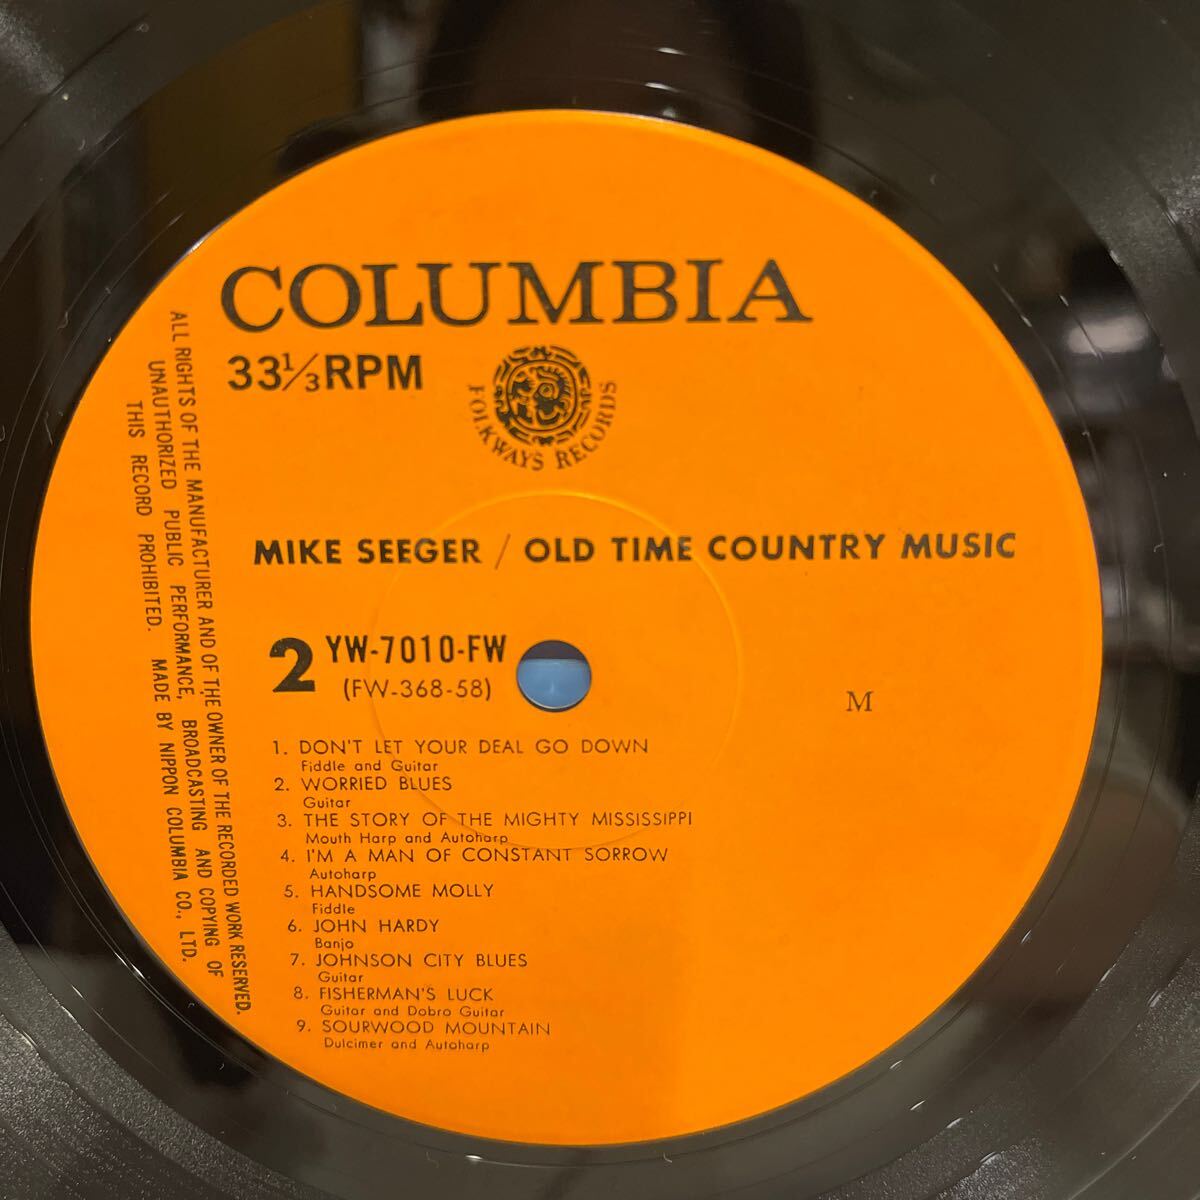 COLUMBIA
33 1/3 RPM
FOLKWAYS RECORDS
MIKE SEEGER / OLD TIME COUNTRY MUSIC
2 YW-7010-FW
(FW-368-58)
M
1. DON'T LET YOUR DEAL GO DOWN
Fiddle and Guitar
2. WORRIED BLUES
Guitar
3. THE STORY OF THE MIGHTY MISSISSIPPI
Mouth Harp and Autoharp
4. I'M A MAN OF CONSTANT SORROW
Autoharp
5. HANDSOME MOLLY
Fiddle
6. JOHN HARDY
Banjo
7. JOHNSON CITY BLUES
Guitar
8. FISHERMAN'S LUCK
Guitar and Dobro Guitar
9. SOURWOOD MOUNTAIN
Dulcimer and Autoharp
ALL RIGHTS OF THE MANUFACTURER AND OF THE OWNER OF THE RECORDED WORK RESERVED.
UNAUTHORIZED PUBLIC PERFORMANCE, BROADCASTING AND COPYING OF
THIS RECORD PROHIBITED. MADE BY NIPPON COLUMBIA CO., LTD.